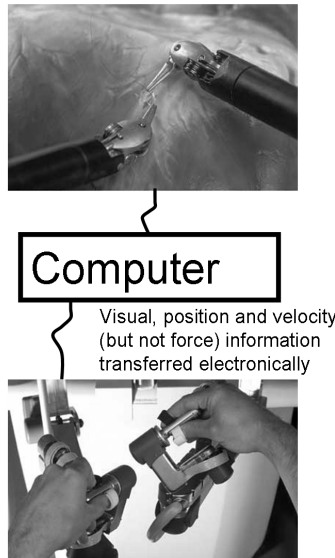 Computer
Visual, position and velocity
(but not force) information
transferred electronically